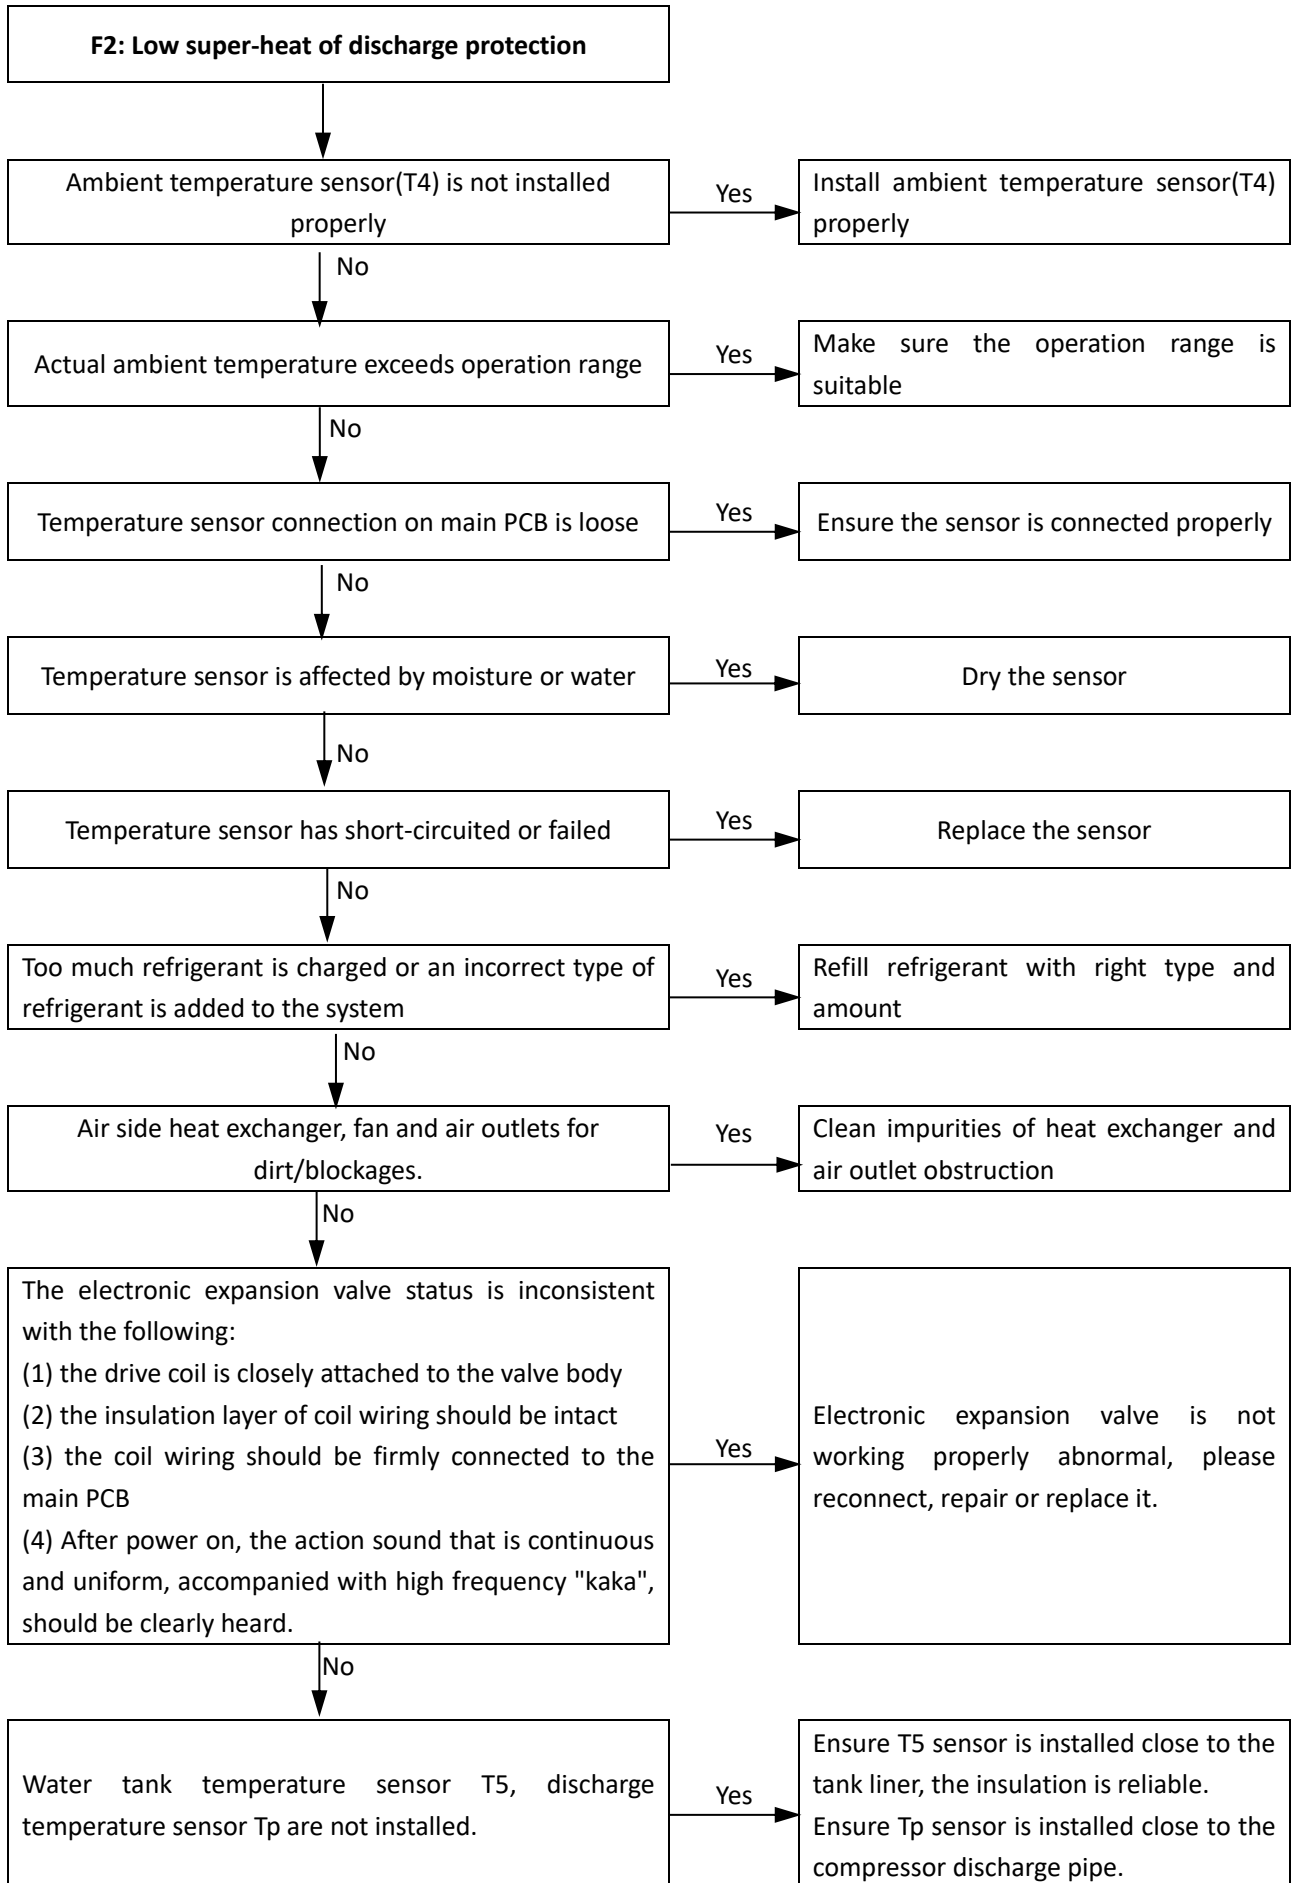 F2: Low super-heat of discharge protection
Ambient temperature sensor(T4) is not installed
properly
Yes
Install ambient temperature sensor(T4)
properly
No
Actual ambient temperature exceeds operation range
Yes
Make sure the operation range is
suitable
No
Temperature sensor connection on main PCB is loose
Yes
Ensure the sensor is connected properly
No
Temperature sensor is affected by moisture or water
Yes
Dry the sensor
No
Temperature sensor has short-circuited or failed
Yes
Replace the sensor
No
Too much refrigerant is charged or an incorrect type of
refrigerant is added to the system
Yes
Refill refrigerant with right type and
amount
No
Air side heat exchanger, fan and air outlets for
dirt/blockages.
Yes
Clean impurities of heat exchanger and
air outlet obstruction
No
The electronic expansion valve status is inconsistent
with the following:
(1) the drive coil is closely attached to the valve body
(2) the insulation layer of coil wiring should be intact
(3) the coil wiring should be firmly connected to the
main PCB
(4) After power on, the action sound that is continuous
and uniform, accompanied with high frequency "kaka",
should be clearly heard.
Yes
Electronic expansion valve is not
working properly abnormal, please
reconnect, repair or replace it.
No
Water tank temperature sensor T5, discharge
temperature sensor Tp are not installed.
Yes
Ensure T5 sensor is installed close to the
tank liner, the insulation is reliable.
Ensure Tp sensor is installed close to the
compressor discharge pipe.